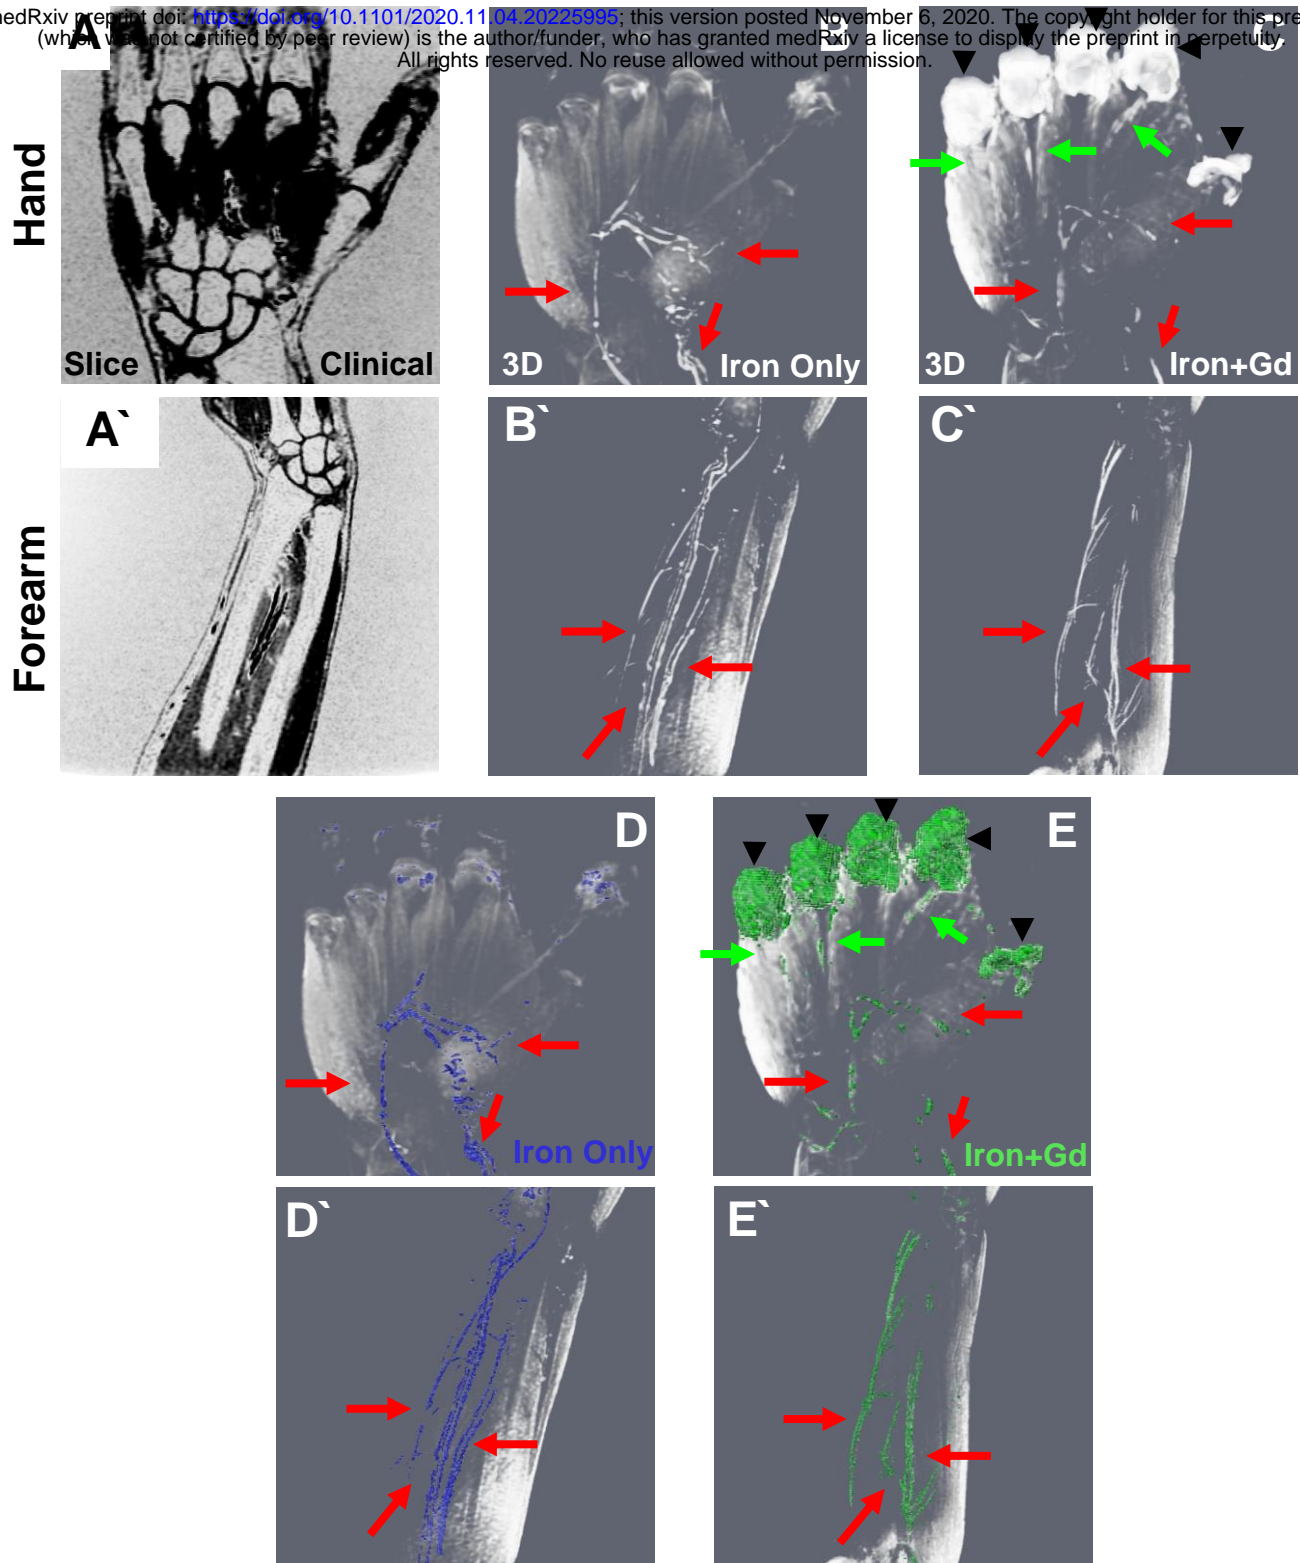 medRxiv preprint doi: https://doi.org/10.1101/2020.11.04.20225995; this version posted November 6, 2020. The copyright holder for this pre
(which was not certified by peer review) is the author/funder, who has granted medRxiv a license to display the preprint in perpetuity.
All rights reserved. No reuse allowed without permission.
A
B
C
Hand
Slice
Clinical
3D
Iron Only
3D
Iron+Gd
A`
B`
C`
Forearm
D
E
Iron Only
Iron+Gd
D`
E`